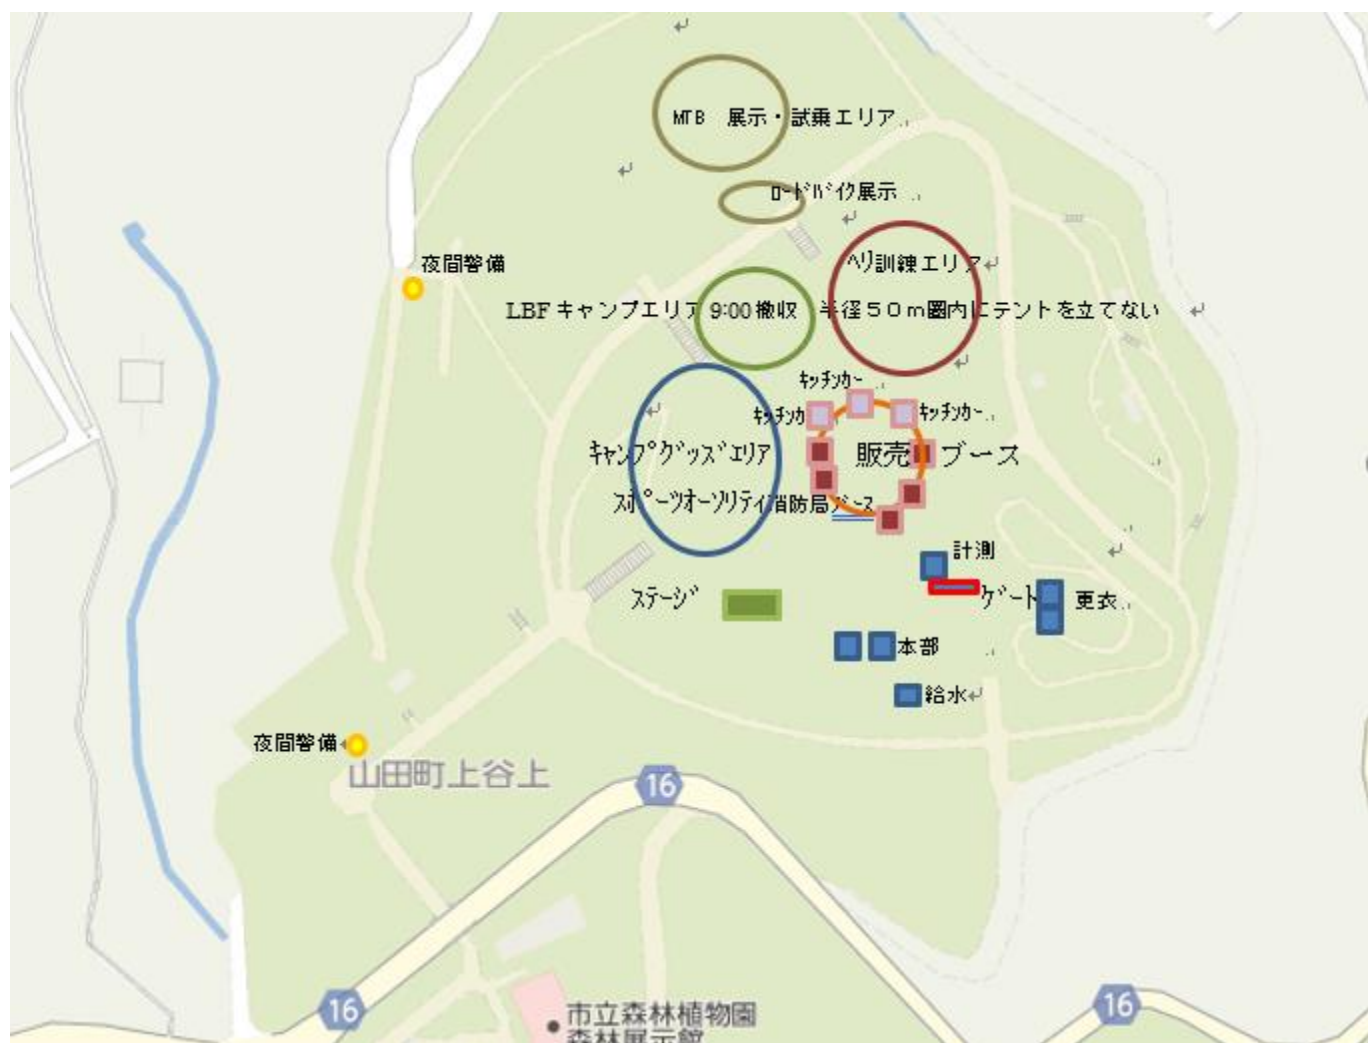 MTB　展示・試乗エリア
ﾛｰﾄﾞﾊﾞｲｸ展示
夜間警備
ヘリ訓練エリア
LBF キャンプエリア 9:00 撤収　半径５０ｍ圏内にテントを立てない
ｷｯﾁﾝｶｰ
ｷｯﾁﾝｶ
ｷｯﾁﾝｶｰ
ｷｬﾝﾌﾟｸﾞｯｽﾞｴﾘｱ
販売ブース
ｽﾎﾟｰﾂｵｰｿﾘﾃｨ消防局ﾌﾞｰｽ
計測
ｽﾃｰｼﾞ
ｹﾞｰﾄ
更衣
本部
給水
夜間警備
山田町上谷上
16
16
16
市立森林植物園
森林展示館